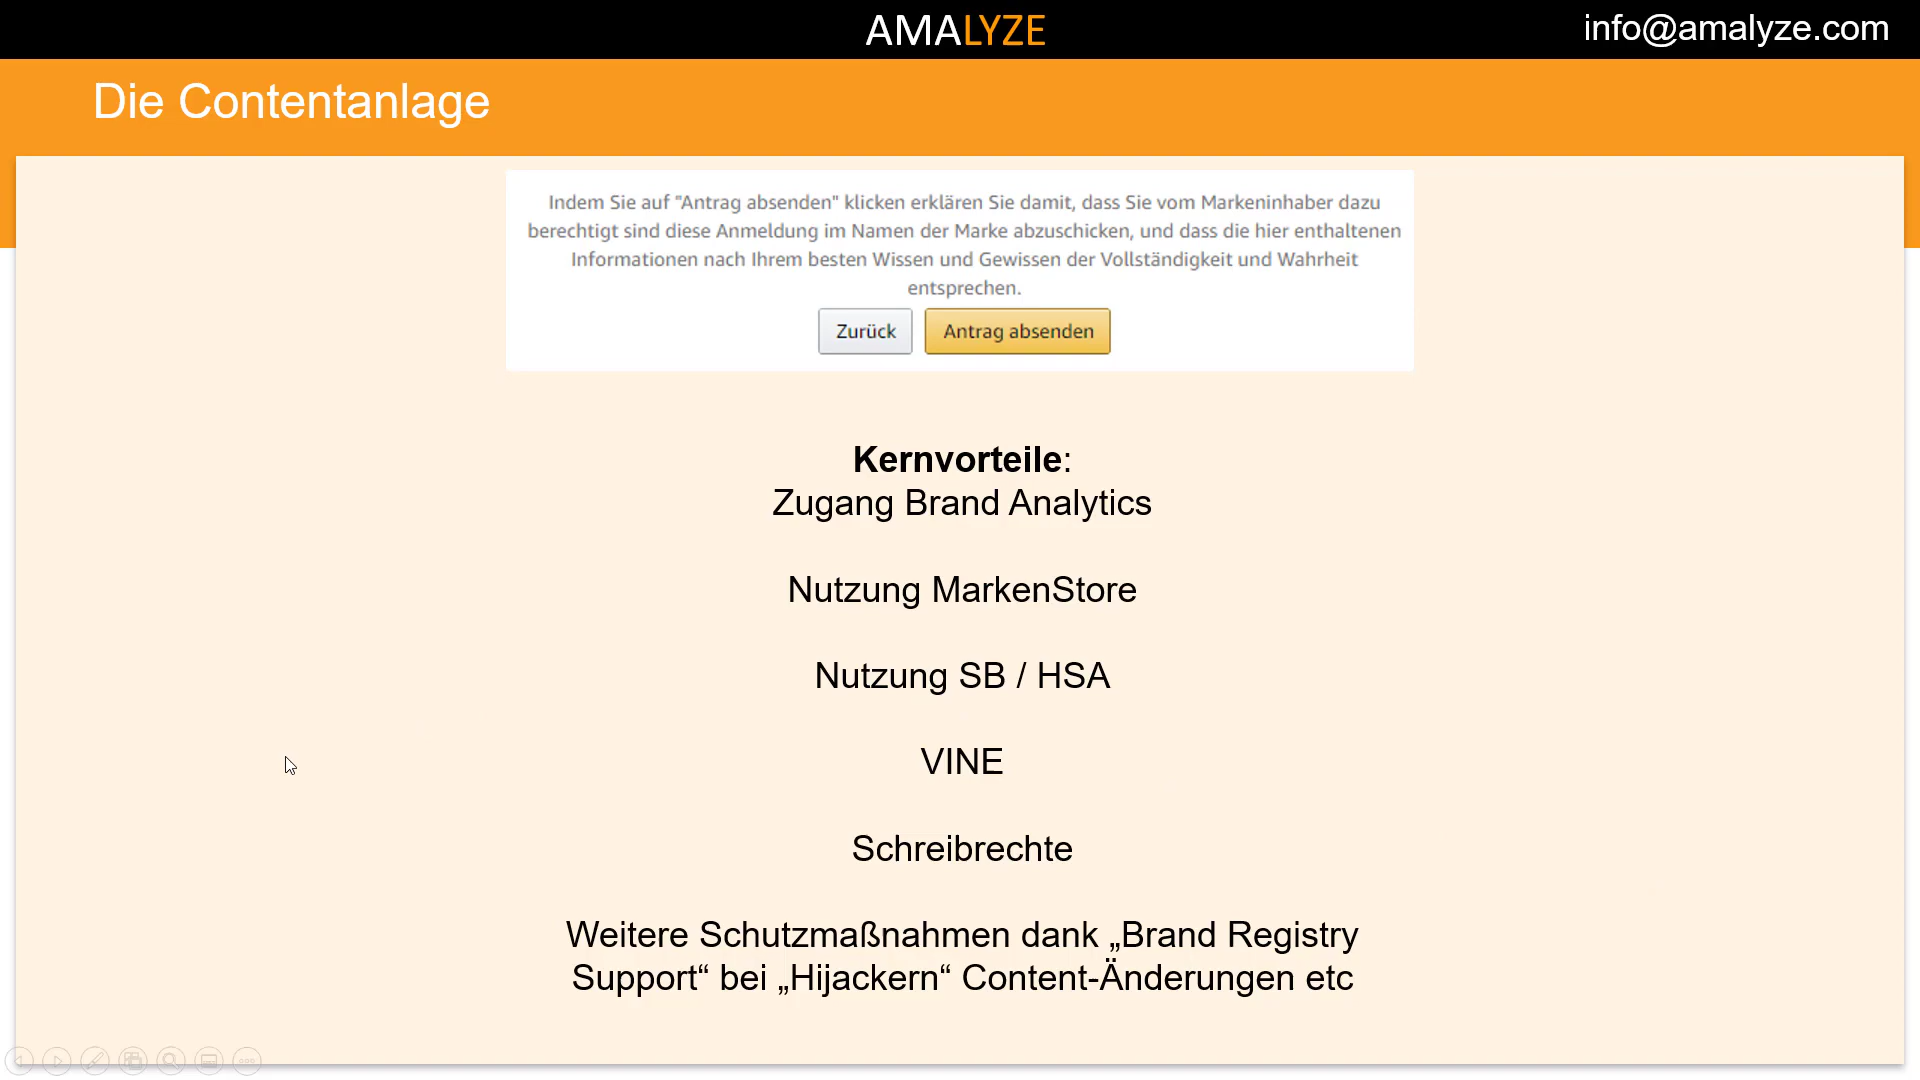 AMALYZE
info@amalyze.com
Die Contentanlage
Indem Sie auf "Antrag absenden" klicken erklären Sie damit, dass Sie vom Markeninhaber dazu
berechtigt sind diese Anmeldung im Namen der Marke abzuschicken, und dass die hier enthaltenen
Informationen nach Ihrem besten Wissen und Gewissen der Vollständigkeit und Wahrheit
entsprechen.
Zurück
Antrag absenden
Kernvorteile:
Zugang Brand Analytics
Nutzung MarkenStore
Nutzung SB / HSA
VINE
Schreibrechte
Weitere Schutzmaßnahmen dank „Brand Registry
Support“ bei „Hijackern“ Content-Änderungen etc